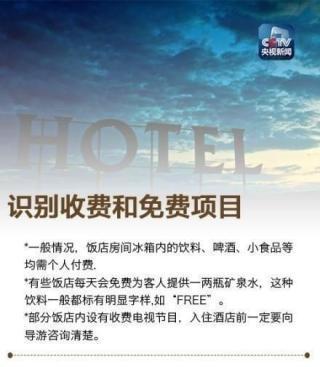 CCTV
央视新闻
HOTEL
识别收费和免费项目
*一般情况，饭店房间冰箱内的饮料、啤酒、小食品等
均需个人付费.
*有些饭店每天会免费为客人提供一两瓶矿泉水，这种
饮料一般都标有明显字样,如“FREE”。
*部分饭店内设有收费电视节目，入住酒店前一定要向
导游咨询清楚。